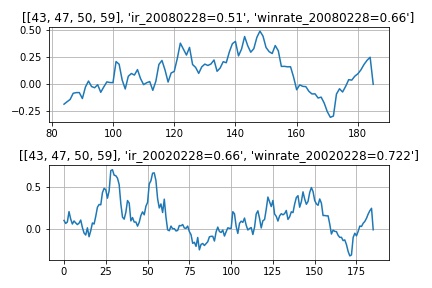 [[43, 47, 50, 59], 'ir_20080228=0.51', 'winrate_20080228=0.66']
0.50
0.25
0.00
-0.25
80 100 120 140 160 180
[[43, 47, 50, 59], 'ir_20020228=0.66', 'winrate_20020228=0.722']
0.5
0.0
0 25 50 75 100 125 150 175